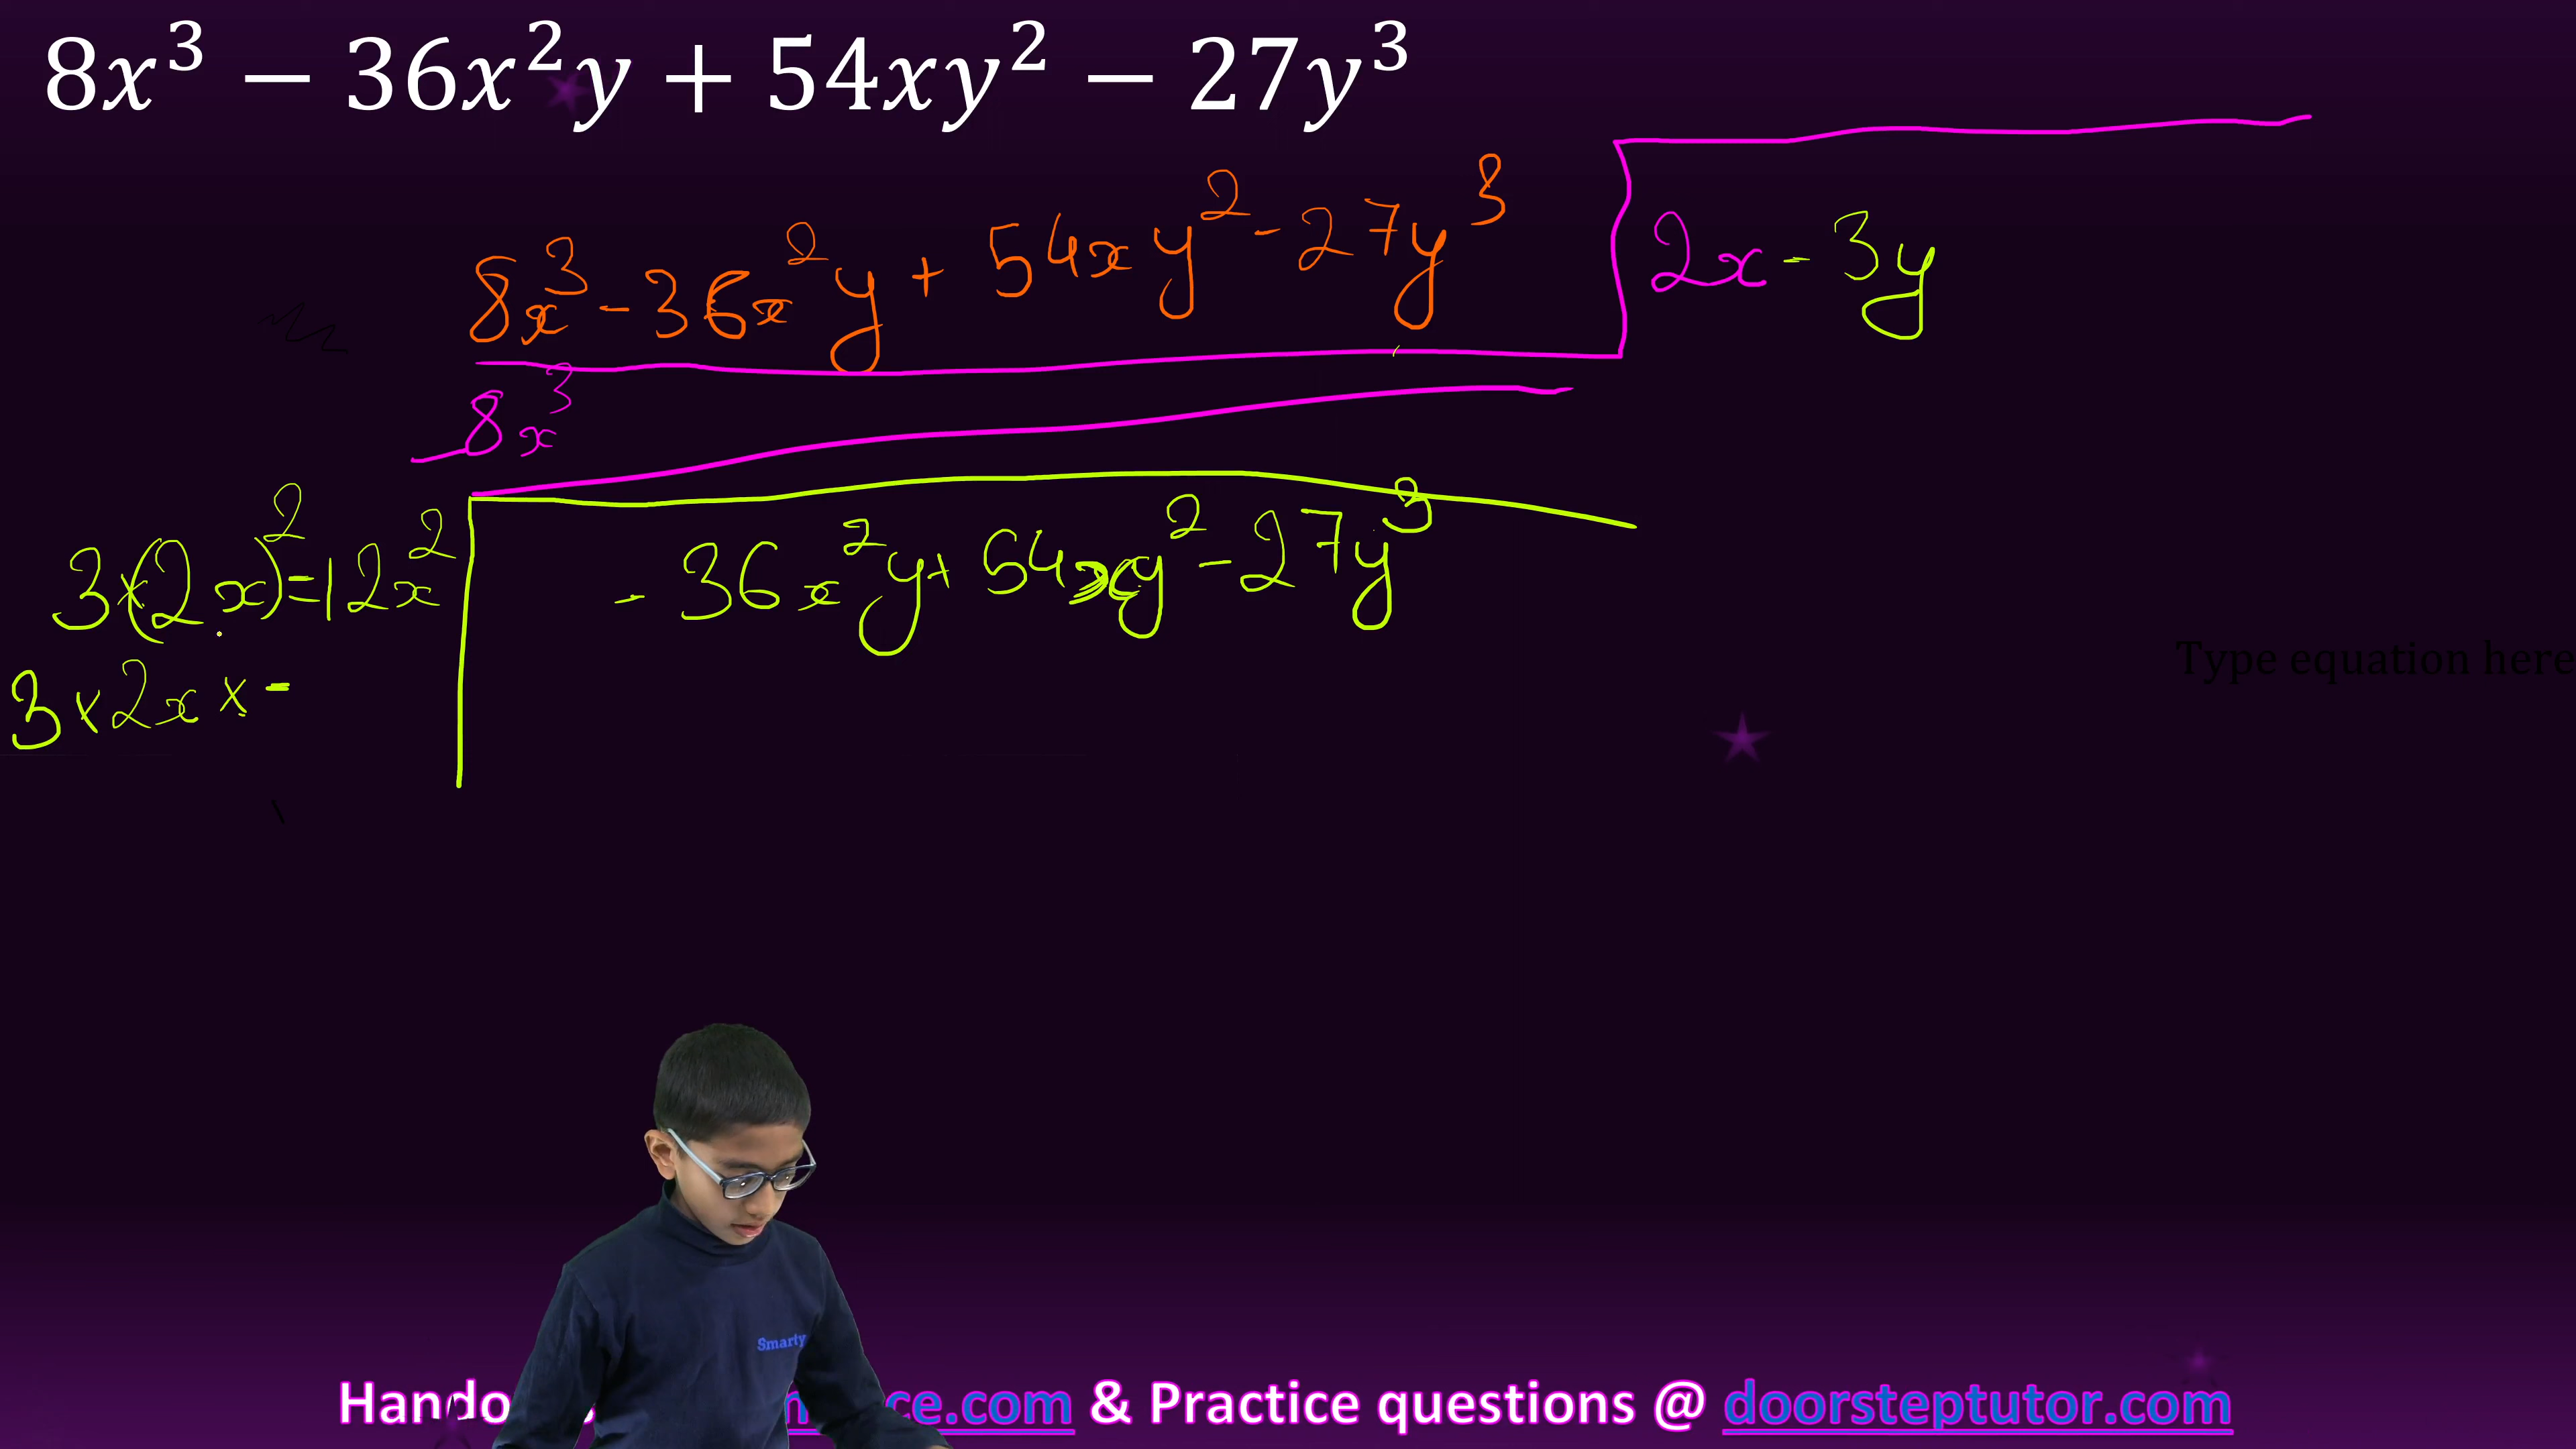 8x³ − 36x²y + 54xy² − 27y³
8x³ - 36x²y + 54xy² - 27y³
2x - 3y
8x³
3×(2x)² = 12x²
- 36x²y + 54xy² - 27y³
3 × 2x × -
Type equation here
Smarty
& Practice questions @ doorsteptutor.com